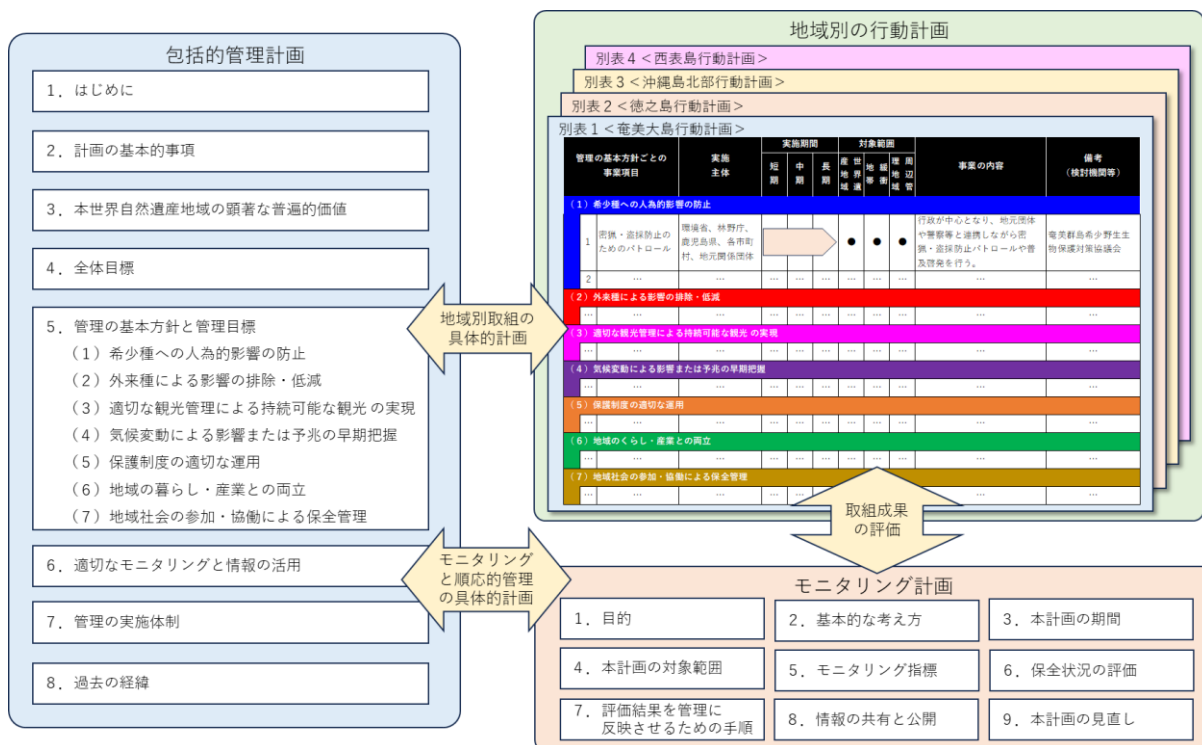 包括的管理計画
1．はじめに
2．計画の基本的事項
3．本世界自然遺産地域の顕著な普遍的価値
4．全体目標
5．管理の基本方針と管理目標
（1）希少種への人為的影響の防止
（2）外来種による影響の排除・低減
（3）適切な観光管理による持続可能な観光 の実現
（4）気候変動による影響または予兆の早期把握
（5）保護制度の適切な運用
（6）地域の暮らし・産業との両立
（7）地域社会の参加・協働による保全管理
6．適切なモニタリングと情報の活用
7．管理の実施体制
8．過去の経緯
地域別取組の
具体的計画
モニタリング
と順応的管理
の具体的計画
地域別の行動計画
別表４＜西表島行動計画＞
別表３＜沖縄島北部行動計画＞
別表２＜徳之島行動計画＞
別表１＜奄美大島行動計画＞
管理の基本方針ごとの
事業項目
実施
主体
実施期間
短期
中期
長期
対象範囲
世界遺産地域
緩衝地帯
周辺管理地域
事業の内容
備考
（検討機関等）
（1）希少種への人為的影響の防止
1
密猟・盗採防止の
ためのパトロール
環境省、林野庁、
鹿児島県、各市町
村、地元関係団体
● ● ●
行政が中心となり、地元団体
や警察等と連携しながら密
猟・盗採防止パトロールや普
及啓発を行う。
奄美群島希少野生生
物保護対策協議会
2 … … … … … … … … … …
（2）外来種による影響の排除・低減
… … … … … … … … … … …
（3）適切な観光管理による持続可能な観光 の実現
… … … … … … … … … … …
（4）気候変動による影響または予兆の早期把握
… … … … … … … … … … …
（5）保護制度の適切な運用
… … … … … … … … … … …
（6）地域のくらし・産業との両立
… … … … … … … … … … …
（7）地域社会の参加・協働による保全管理
… … … … … … … … … … …
取組成果
の評価
モニタリング計画
1．目的
2．基本的な考え方
3．本計画の期間
4．本計画の対象範囲
5．モニタリング指標
6．保全状況の評価
7．評価結果を管理に
反映させるための手順
8．情報の共有と公開
9．本計画の見直し